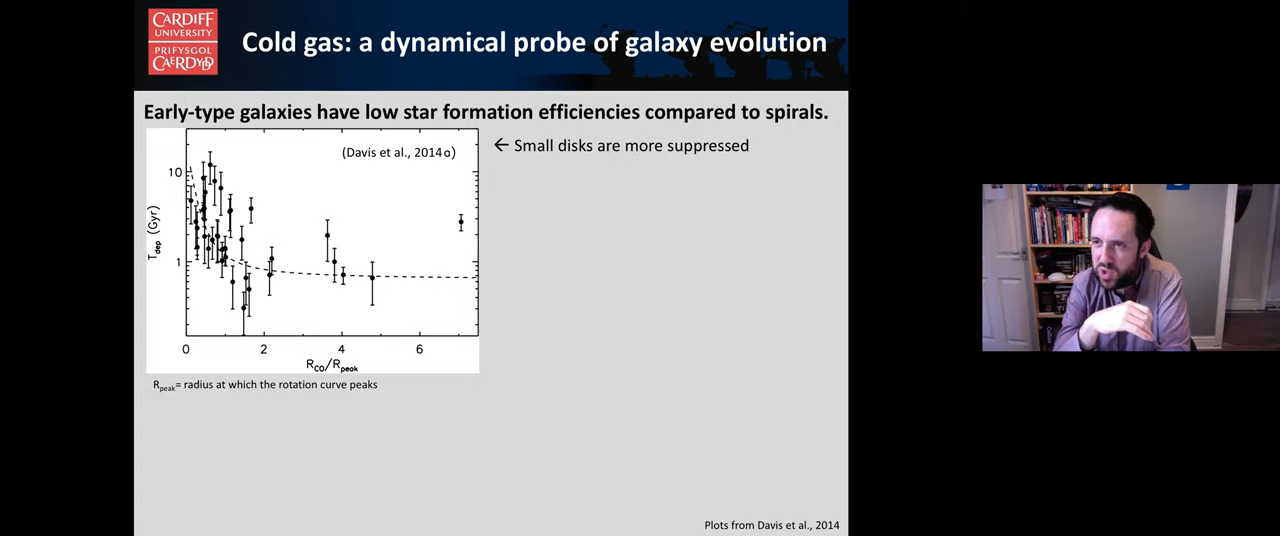 CARDIFF
UNIVERSITY
PRIFYSGOL
CAERDYDD
Cold gas: a dynamical probe of galaxy evolution
Early-type galaxies have low star formation efficiencies compared to spirals.
(Davis et al., 2014a)
← Small disks are more suppressed
10
1
T_dep (Gyr)
0 2 4 6
R_CO/R_peak
R_peak= radius at which the rotation curve peaks
Plots from Davis et al., 2014